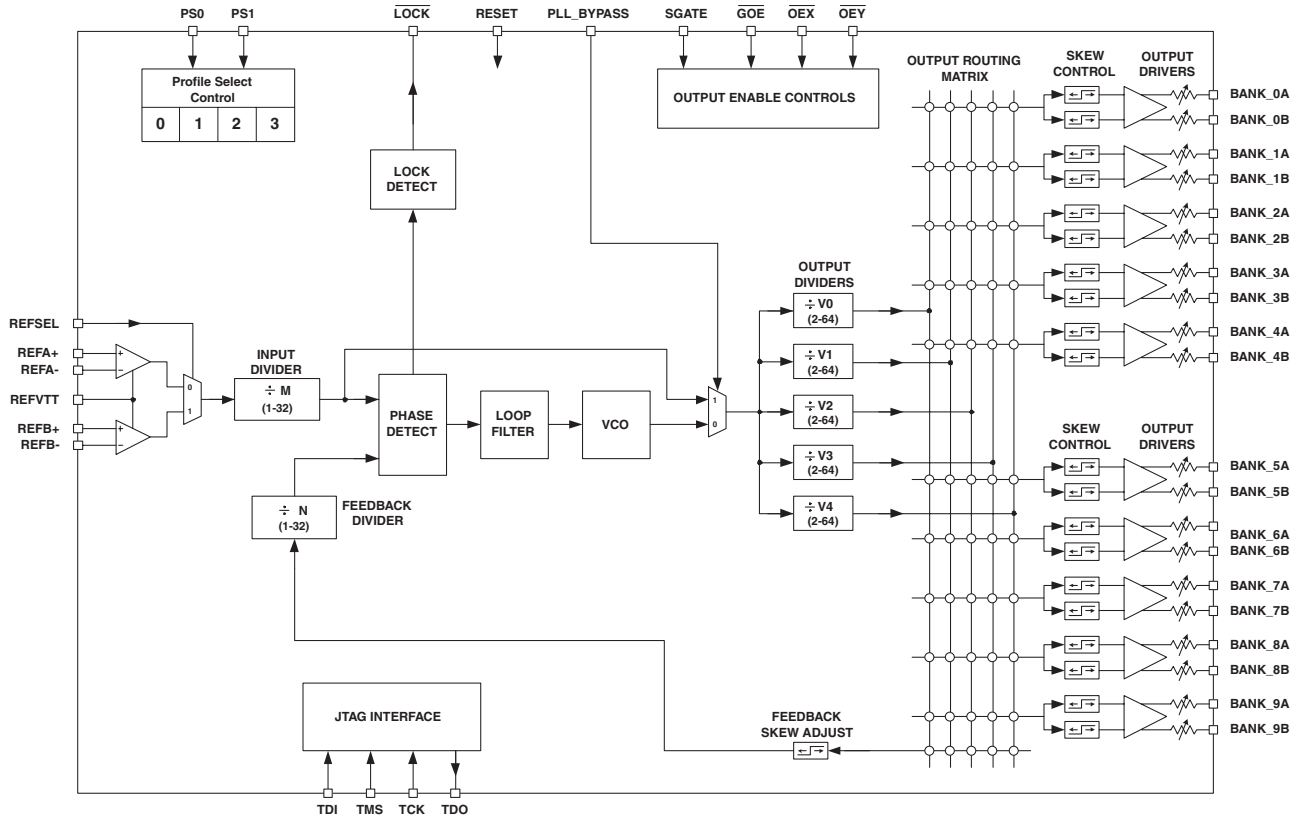 PS0 PS1 L̅O̅C̅K̅ RESET PLL_BYPASS SGATE G̅O̅E̅ O̅E̅X̅ O̅E̅Y̅
Profile Select
Control
0 1 2 3
OUTPUT ENABLE CONTROLS
OUTPUT ROUTING
MATRIX
SKEW
CONTROL
OUTPUT
DRIVERS
BANK_0A
BANK_0B
BANK_1A
BANK_1B
BANK_2A
BANK_2B
BANK_3A
BANK_3B
BANK_4A
BANK_4B
LOCK
DETECT
OUTPUT
DIVIDERS
÷ V0
(2-64)
÷ V1
(2-64)
÷ V2
(2-64)
÷ V3
(2-64)
÷ V4
(2-64)
REFSEL
REFA+
REFA-
REFVTT
REFB+
REFB-
+
−
+
−
0
1
INPUT
DIVIDER
÷ M
(1-32)
PHASE
DETECT
LOOP
FILTER
VCO
1
0
÷ N
(1-32)
FEEDBACK
DIVIDER
SKEW
CONTROL
OUTPUT
DRIVERS
BANK_5A
BANK_5B
BANK_6A
BANK_6B
BANK_7A
BANK_7B
BANK_8A
BANK_8B
BANK_9A
BANK_9B
JTAG INTERFACE
FEEDBACK
SKEW ADJUST
TDI TMS TCK TDO